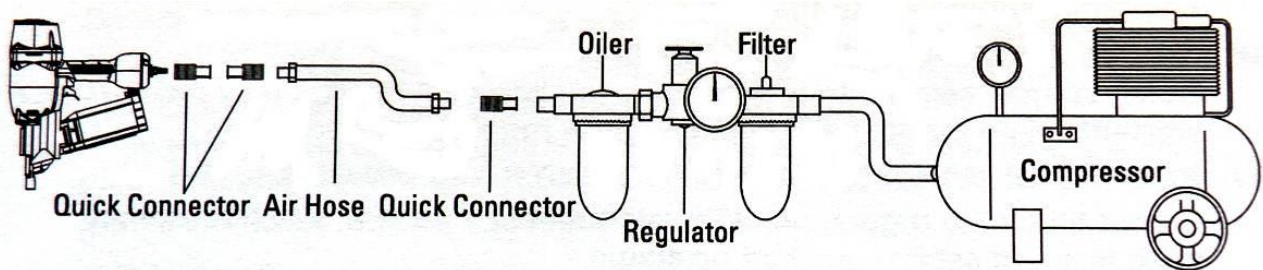 Oiler
Filter
Compressor
Quick Connector
Air Hose
Quick Connector
Regulator